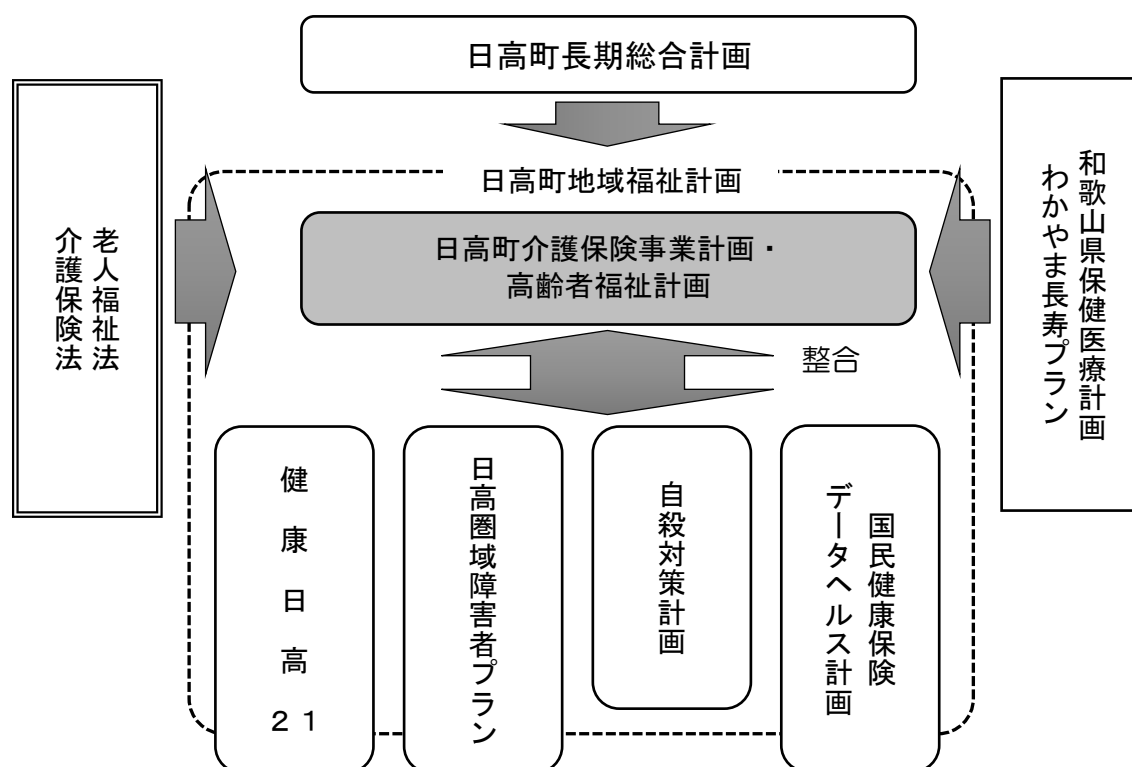 日高町長期総合計画
日高町地域福祉計画
日高町介護保険事業計画・
高齢者福祉計画
老人福祉法
介護保険法
和歌山県保健医療計画
わかやま長寿プラン
整合
健康日高２１
日高圏域障害者プラン
自殺対策計画
国民健康保険
データヘルス計画